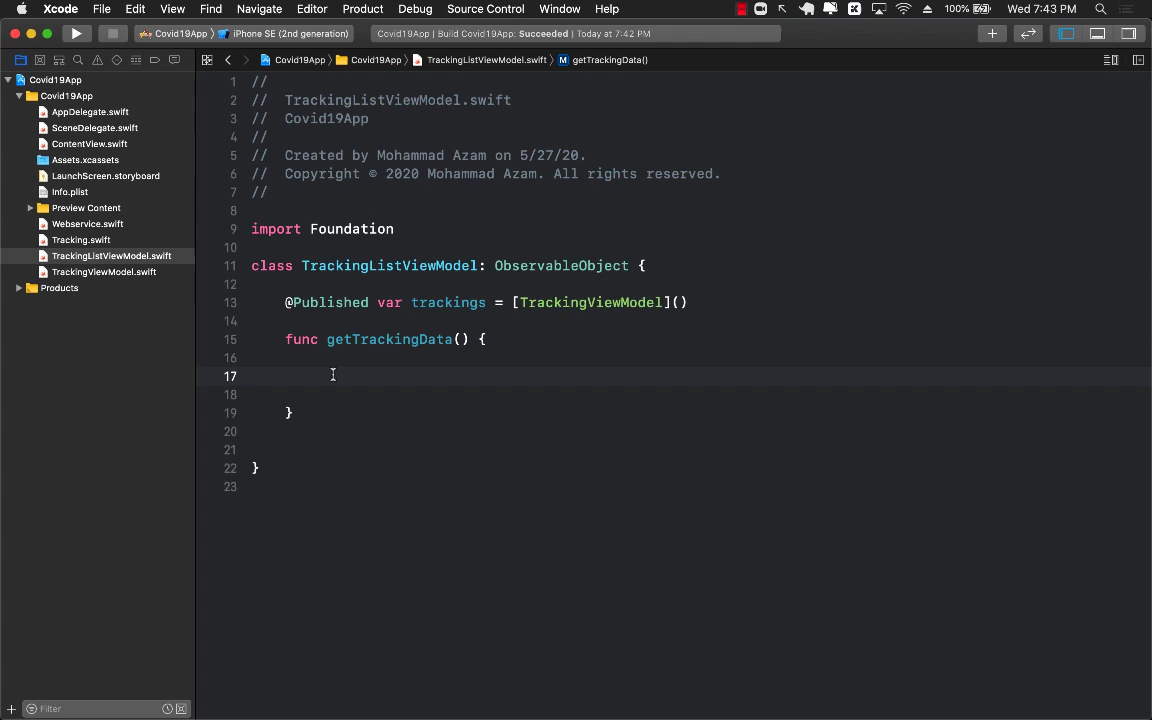 Xcode File Edit View Find Navigate Editor Product Debug Source Control Window Help 100% Wed 7:43 PM
Covid19App iPhone SE (2nd generation) Covid19App | Build Covid19App: Succeeded | Today at 7:42 PM
Covid19App Covid19App TrackingListViewModel.swift M getTrackingData()
Covid19App
Covid19App
AppDelegate.swift
SceneDelegate.swift
ContentView.swift
Assets.xcassets
LaunchScreen.storyboard
Info.plist
Preview Content
Webservice.swift
Tracking.swift
TrackingListViewModel.swift
TrackingViewModel.swift
Products
Filter
1 //
2 // TrackingListViewModel.swift
3 // Covid19App
4 //
5 // Created by Mohammad Azam on 5/27/20.
6 // Copyright © 2020 Mohammad Azam. All rights reserved.
7 //
8
9 import Foundation
10
11 class TrackingListViewModel: ObservableObject {
12
13 @Published var trackings = [TrackingViewModel]()
14
15 func getTrackingData() {
16
17
18
19 }
20
21
22 }
23